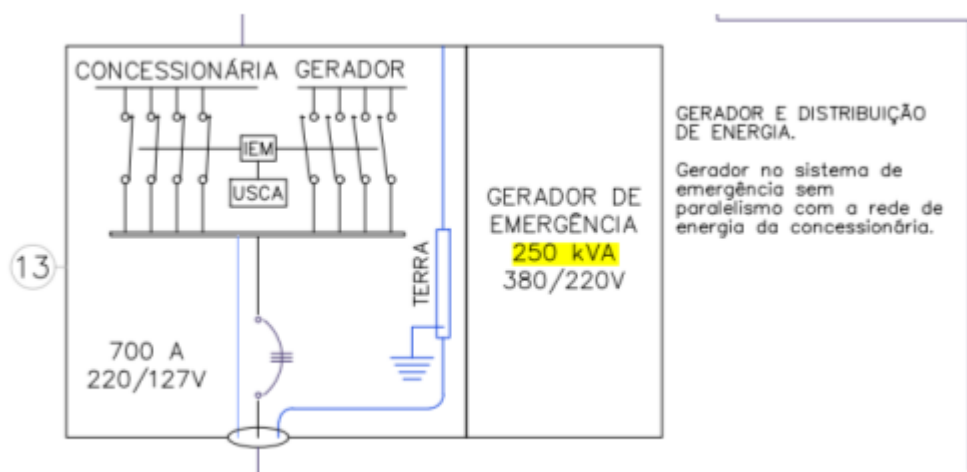 CONCESSIONÁRIA GERADOR
IEM
USCA
TERRA
13
700 A
220/127V
GERADOR DE
EMERGÊNCIA
250 kVA
380/220V
GERADOR E DISTRIBUIÇÃO
DE ENERGIA.
Gerador no sistema de
emergência sem
paralelismo com a rede de
energia da concessionária.